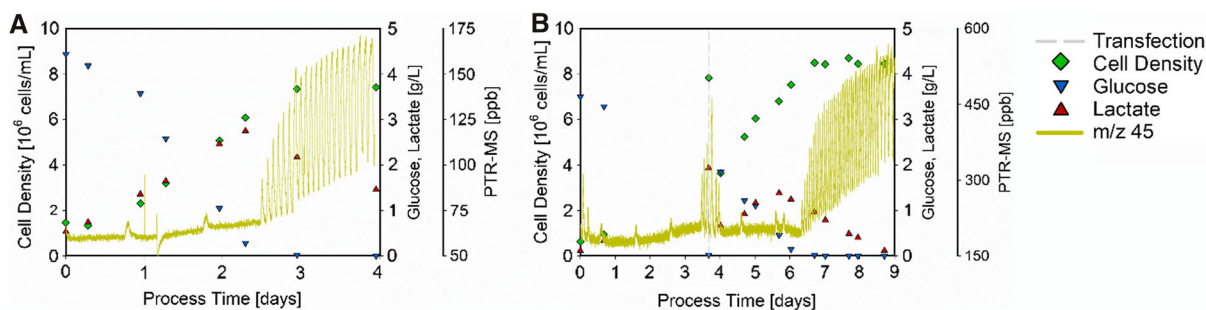 A
Cell Density [10⁶ cells/mL]
10
8
6
4
2
0
0 1 2 3 4
Process Time [days]
5
4
3
2
1
0
Glucose, Lactate [g/L]
175
150
125
100
75
50
PTR-MS [ppb]
B
Cell Density [10⁶ cells/mL]
10
8
6
4
2
0
0 1 2 3 4 5 6 7 8 9
Process Time [days]
5
4
3
2
1
0
Glucose, Lactate [g/L]
600
450
300
150
PTR-MS [ppb]
Transfection
Cell Density
Glucose
Lactate
m/z 45